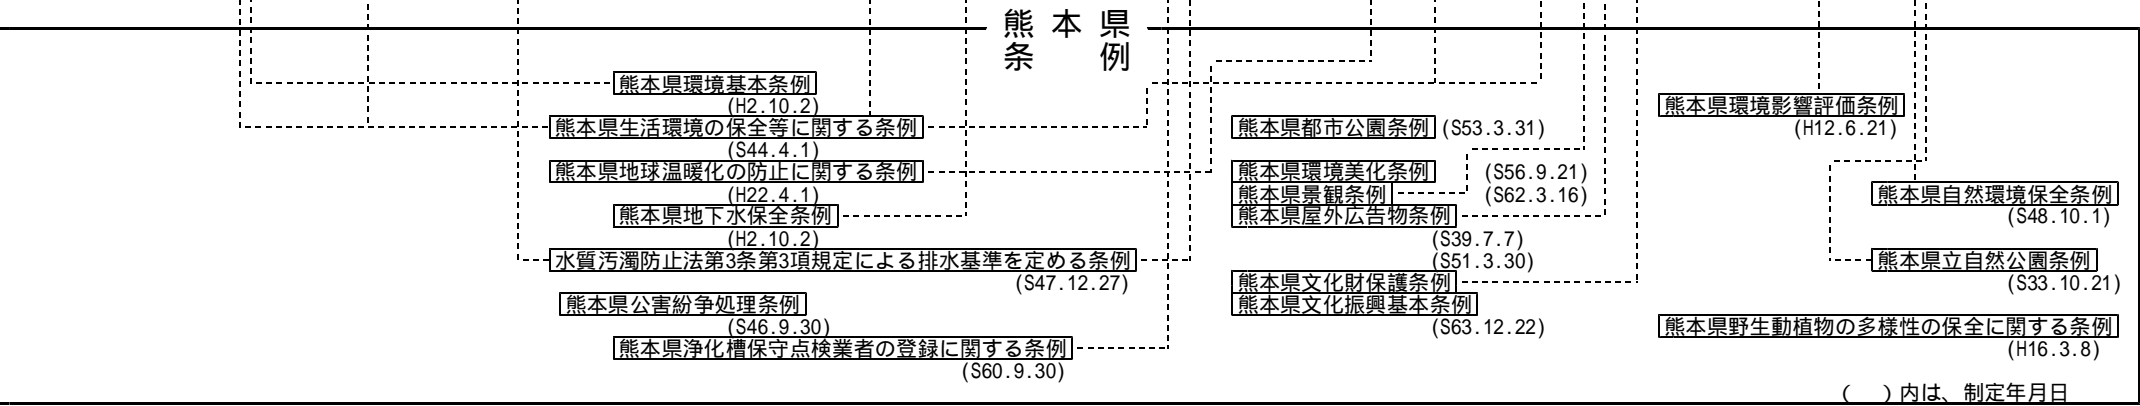 熊本県
条例
熊本県環境基本条例
(H2.10.2)
熊本県生活環境の保全等に関する条例
(S44.4.1)
熊本県地球温暖化の防止に関する条例
(H22.4.1)
熊本県地下水保全条例
(H2.10.2)
水質汚濁防止法第3条第3項規定による排水基準を定める条例
(S47.12.27)
熊本県公害紛争処理条例
(S46.9.30)
熊本県浄化槽保守点検業者の登録に関する条例
(S60.9.30)
熊本県都市公園条例 (S53.3.31)
熊本県環境美化条例 (S56.9.21)
熊本県景観条例 (S62.3.16)
熊本県屋外広告物条例
(S39.7.7)
(S51.3.30)
熊本県文化財保護条例
熊本県文化振興基本条例
(S63.12.22)
熊本県環境影響評価条例
(H12.6.21)
熊本県自然環境保全条例
(S48.10.1)
熊本県立自然公園条例
(S33.10.21)
熊本県野生動植物の多様性の保全に関する条例
(H16.3.8)
（　）内は、制定年月日